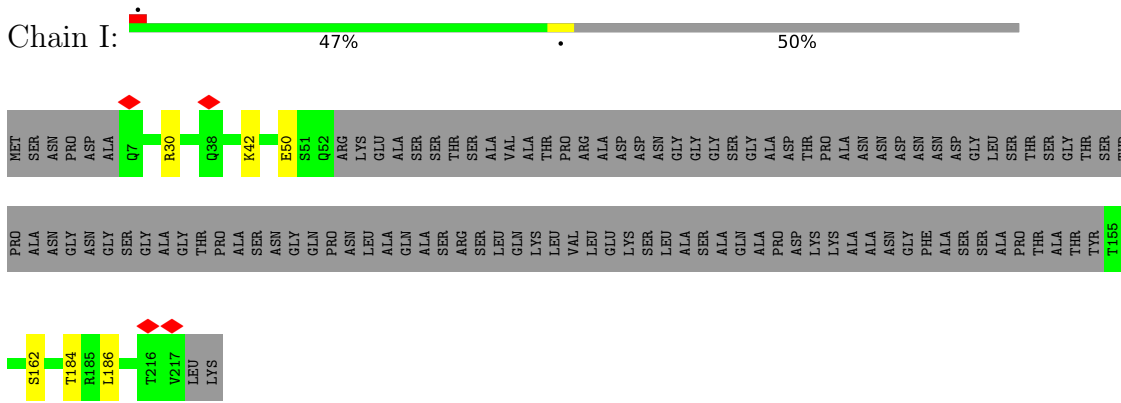 Chain I:
47%
50%
MET SER ASN PRO ASP ALA Q7 R30 Q38 K42 E50 S51 Q52 ARG LYS GLU ALA SER SER THR SER ALA VAL ALA THR PRO ARG ALA ASP ASP ASN GLY GLY GLY SER GLY ALA ASP THR PRO ALA ASN ASN ASP ASN ASN ASP GLY LEU SER THR SER GLY THR SER THR
PRO ALA ASN GLY ASN GLY SER GLY ALA GLY THR PRO ALA SER ASN GLY GLN PRO ASN LEU ALA GLN ALA SER ARG SER LEU GLN LYS LEU VAL LEU GLU LYS SER LEU ALA SER ALA GLN ALA PRO ASP LYS LYS ALA ALA ASN GLY PHE ALA SER SER ALA PRO THR ALA THR TYR T155
S162 T184 R185 L186 T216 V217 LEU LYS